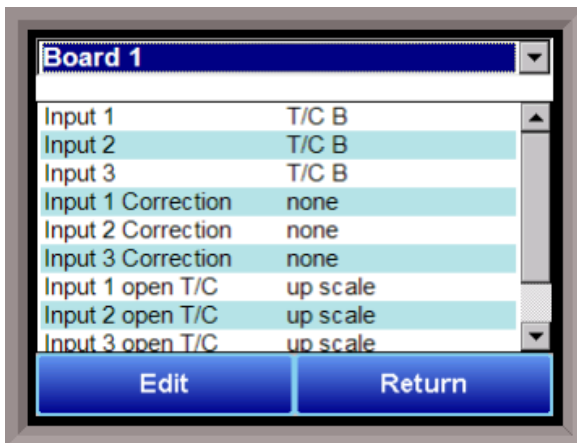 Board 1
Input 1 T/C B
Input 2 T/C B
Input 3 T/C B
Input 1 Correction none
Input 2 Correction none
Input 3 Correction none
Input 1 open T/C up scale
Input 2 open T/C up scale
Input 3 open T/C up scale
Edit Return